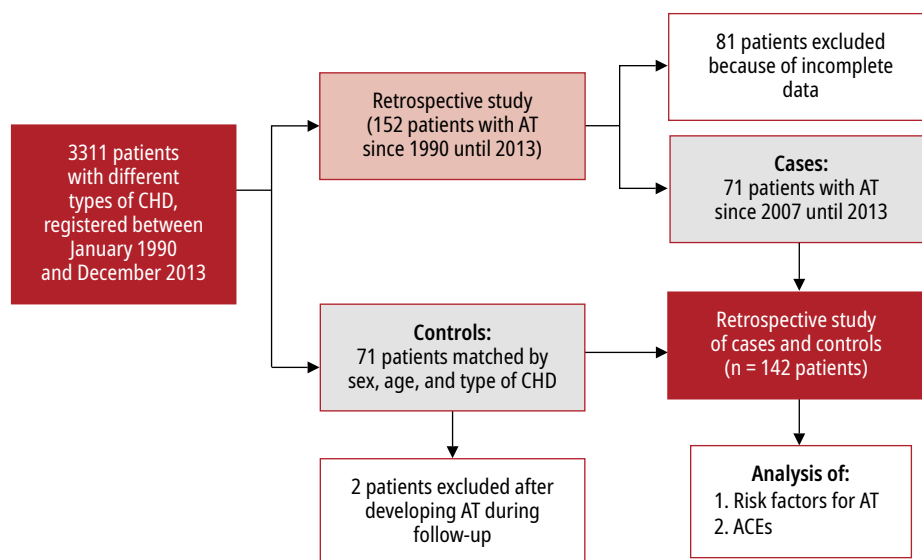 3311 patients
with different
types of CHD,
registered between
January 1990
and December 2013
Retrospective study
(152 patients with AT
since 1990 until 2013)
81 patients excluded
because of incomplete
data
Cases:
71 patients with AT
since 2007 until 2013
Controls:
71 patients matched by
sex, age, and type of CHD
Retrospective study
of cases and controls
(n = 142 patients)
2 patients excluded after
developing AT during
follow-up
Analysis of:
1. Risk factors for AT
2. ACEs